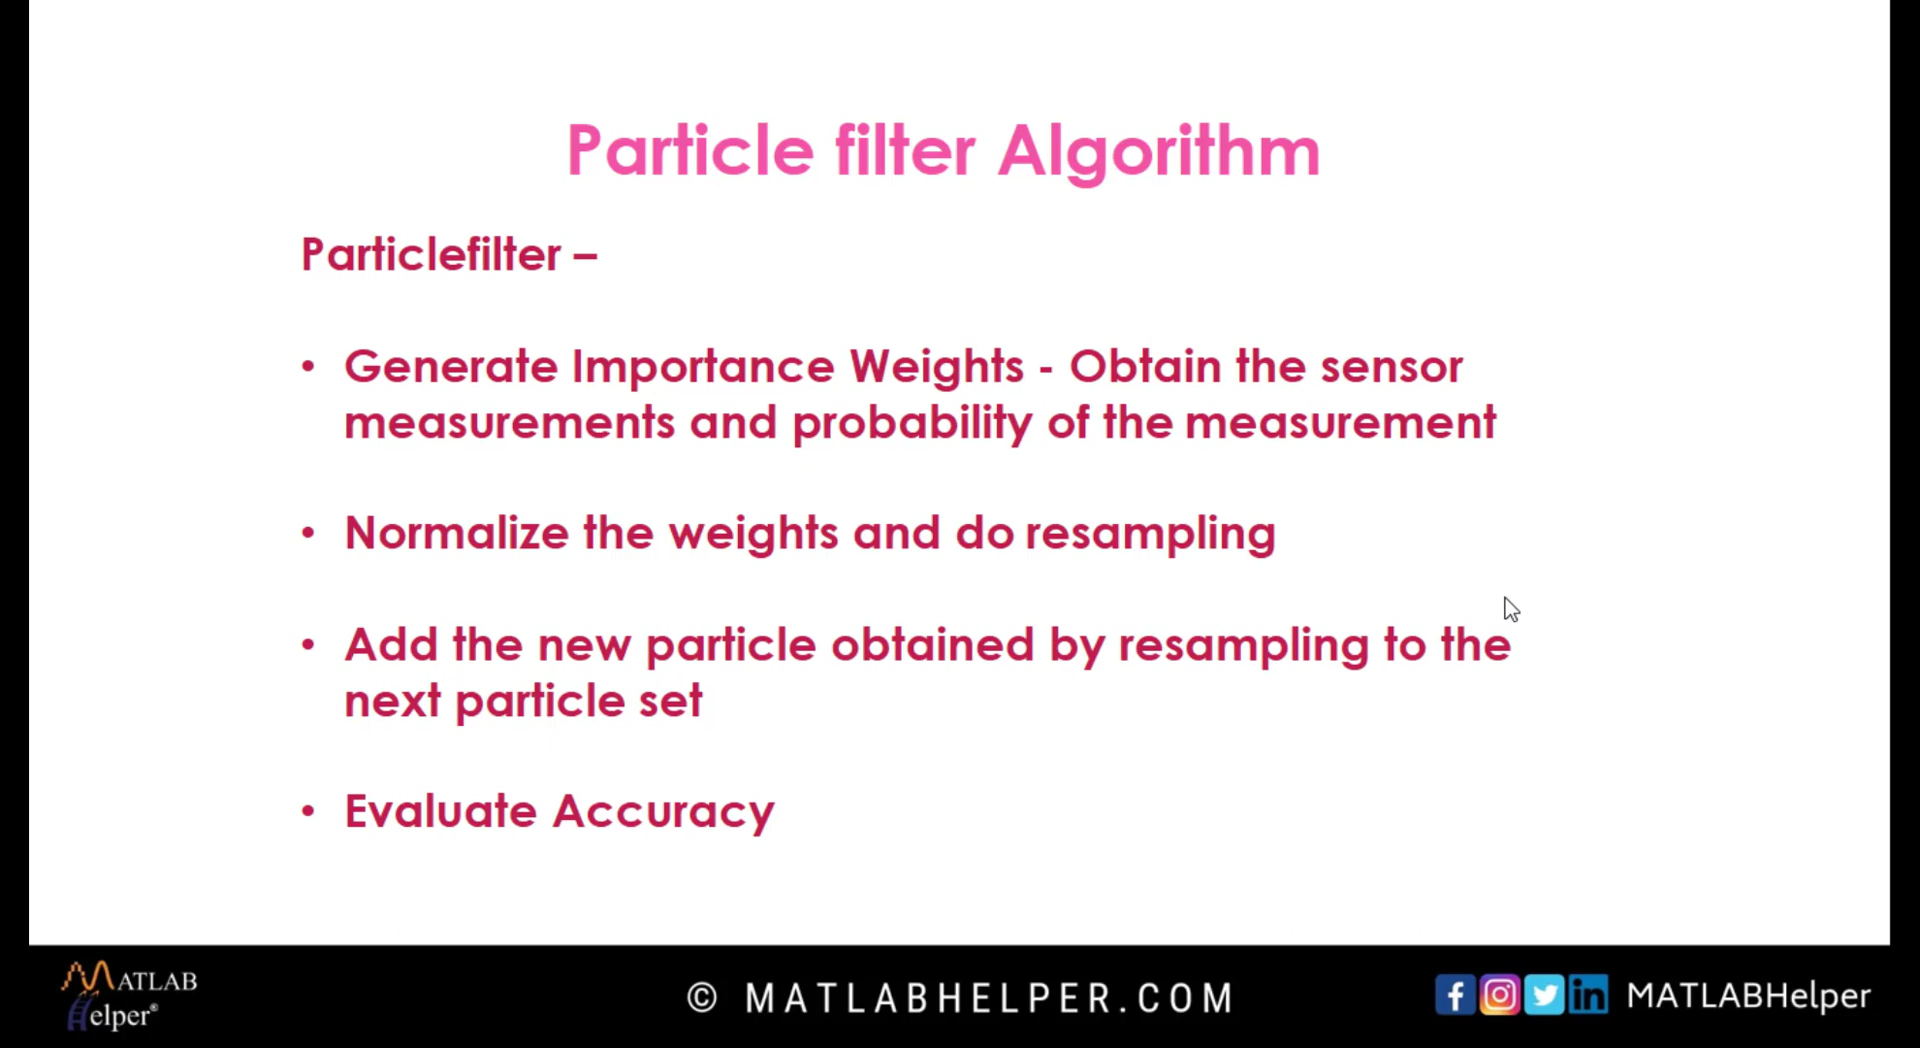 Particle filter Algorithm
Particlefilter –
• Generate Importance Weights - Obtain the sensor
measurements and probability of the measurement
• Normalize the weights and do resampling
• Add the new particle obtained by resampling to the
next particle set
• Evaluate Accuracy
MATLAB
Helper®
© MATLABHELPER.COM
MATLABHelper